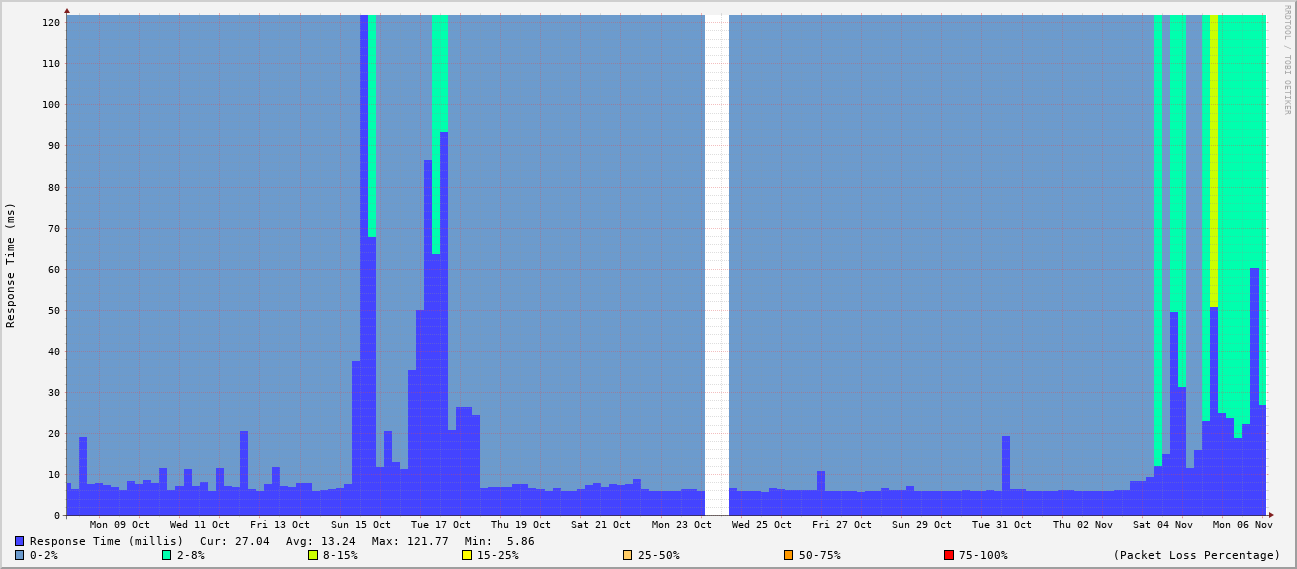 120
110
100
90
80
70
60
50
40
30
20
10
0
Response Time (ms)
RRDTOOL / TOBI OETIKER
Mon 09 Oct Wed 11 Oct Fri 13 Oct Sun 15 Oct Tue 17 Oct Thu 19 Oct Sat 21 Oct Mon 23 Oct Wed 25 Oct Fri 27 Oct Sun 29 Oct Tue 31 Oct Thu 02 Nov Sat 04 Nov Mon 06 Nov
Response Time (millis) Cur: 27.04 Avg: 13.24 Max: 121.77 Min: 5.86
0-2% 2-8% 8-15% 15-25% 25-50% 50-75% 75-100% (Packet Loss Percentage)